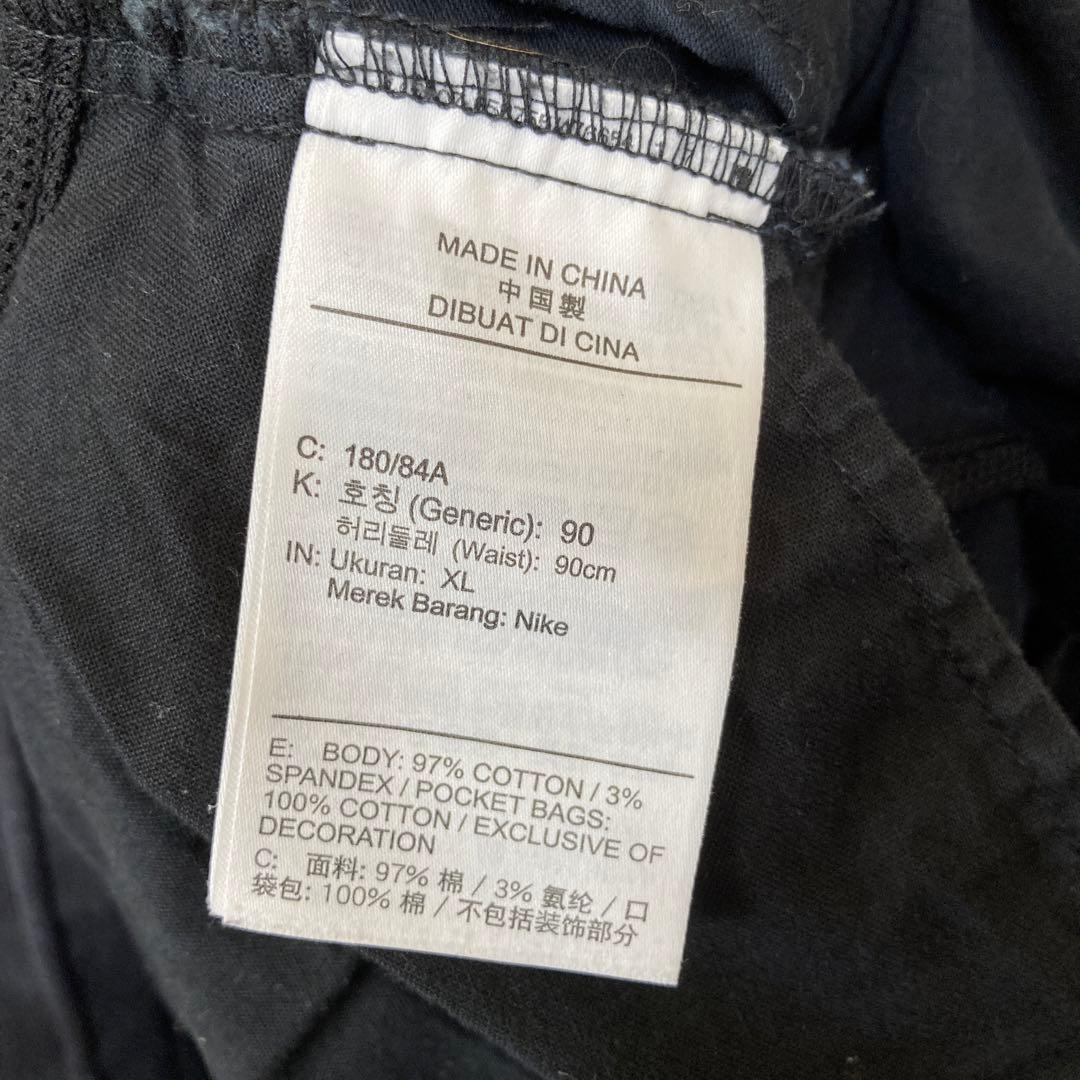 MADE IN CHINA
中国製
DIBUAT DI CINA
C: 180/84A
K: 호칭 (Generic): 90
허리둘레 (Waist): 90cm
IN: Ukuran: XL
Merek Barang: Nike
E: BODY: 97% COTTON / 3%
SPANDEX / POCKET BAGS:
100% COTTON / EXCLUSIVE OF
DECORATION
C: 面料: 97% 棉 / 3% 氨纶 / 口
袋包: 100% 棉 / 不包括装饰部分